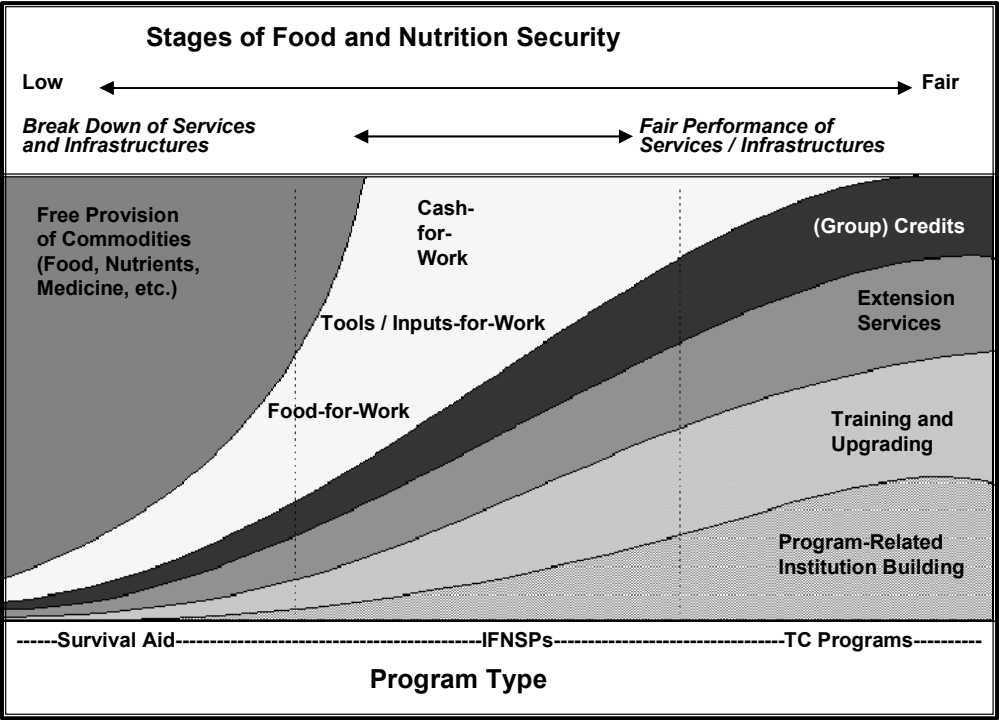 Stages of Food and Nutrition Security
Low
Fair
Break Down of Services
and Infrastructures
Fair Performance of
Services / Infrastructures
Free Provision
of Commodities
(Food, Nutrients,
Medicine, etc.)
Cash-
for-
Work
(Group) Credits
Extension
Services
Tools / Inputs-for-Work
Food-for-Work
Training and
Upgrading
Program-Related
Institution Building
------Survival Aid--------------------------------------IFNSPs-----------------------------TC Programs----------
Program Type